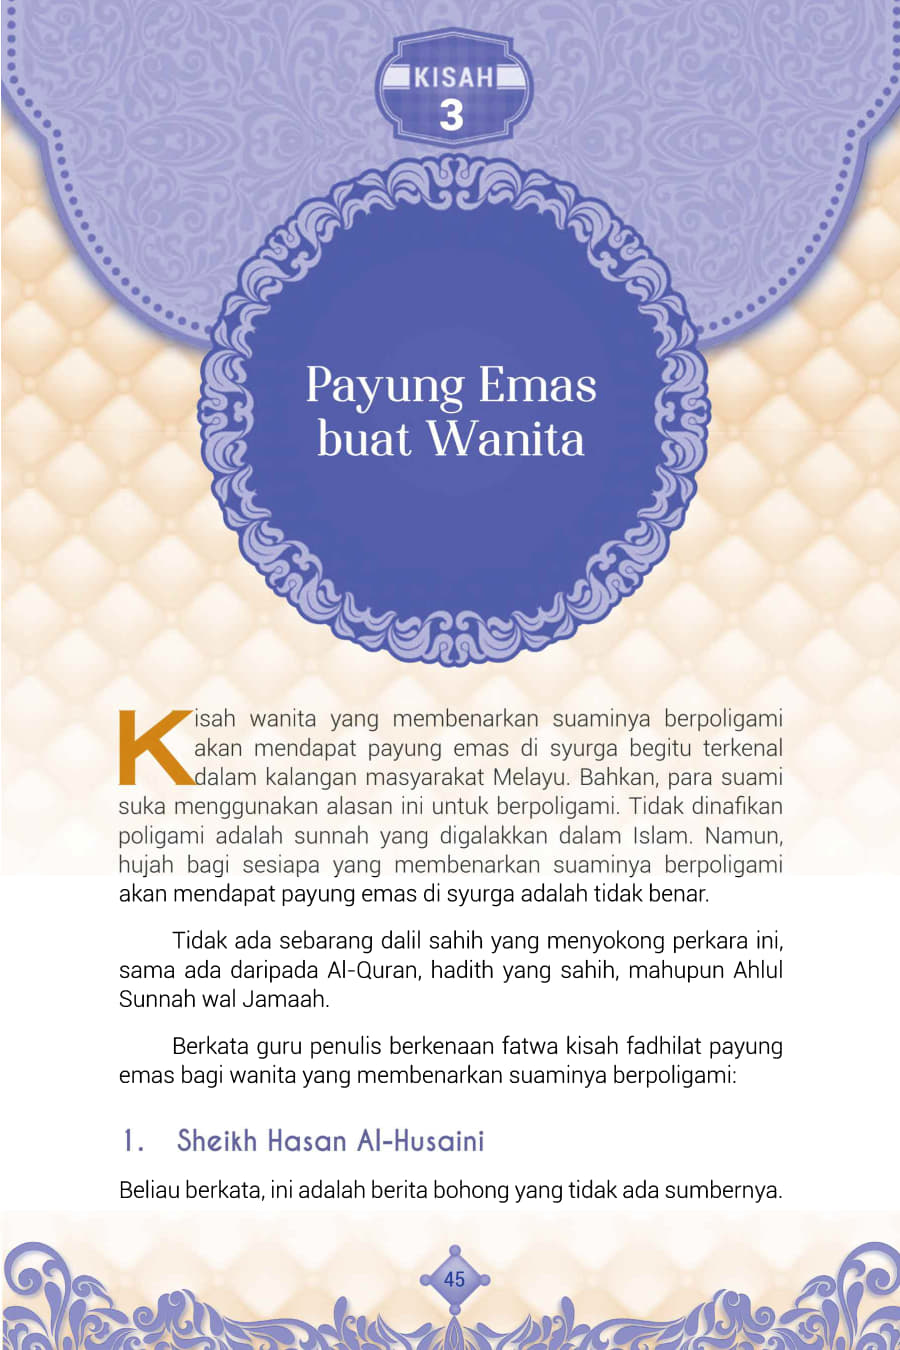 KISAH
3
Payung Emas
buat Wanita
Kisah wanita yang membenarkan suaminya berpoligami
akan mendapat payung emas di syurga begitu terkenal
dalam kalangan masyarakat Melayu. Bahkan, para suami
suka menggunakan alasan ini untuk berpoligami. Tidak dinafikan
poligami adalah sunnah yang digalakkan dalam Islam. Namun,
hujah bagi sesiapa yang membenarkan suaminya berpoligami
akan mendapat payung emas di syurga adalah tidak benar.
Tidak ada sebarang dalil sahih yang menyokong perkara ini,
sama ada daripada Al-Quran, hadith yang sahih, mahupun Ahlul
Sunnah wal Jamaah.
Berkata guru penulis berkenaan fatwa kisah fadhilat payung
emas bagi wanita yang membenarkan suaminya berpoligami:
1. Sheikh Hasan Al-Husaini
Beliau berkata, ini adalah berita bohong yang tidak ada sumbernya.
45